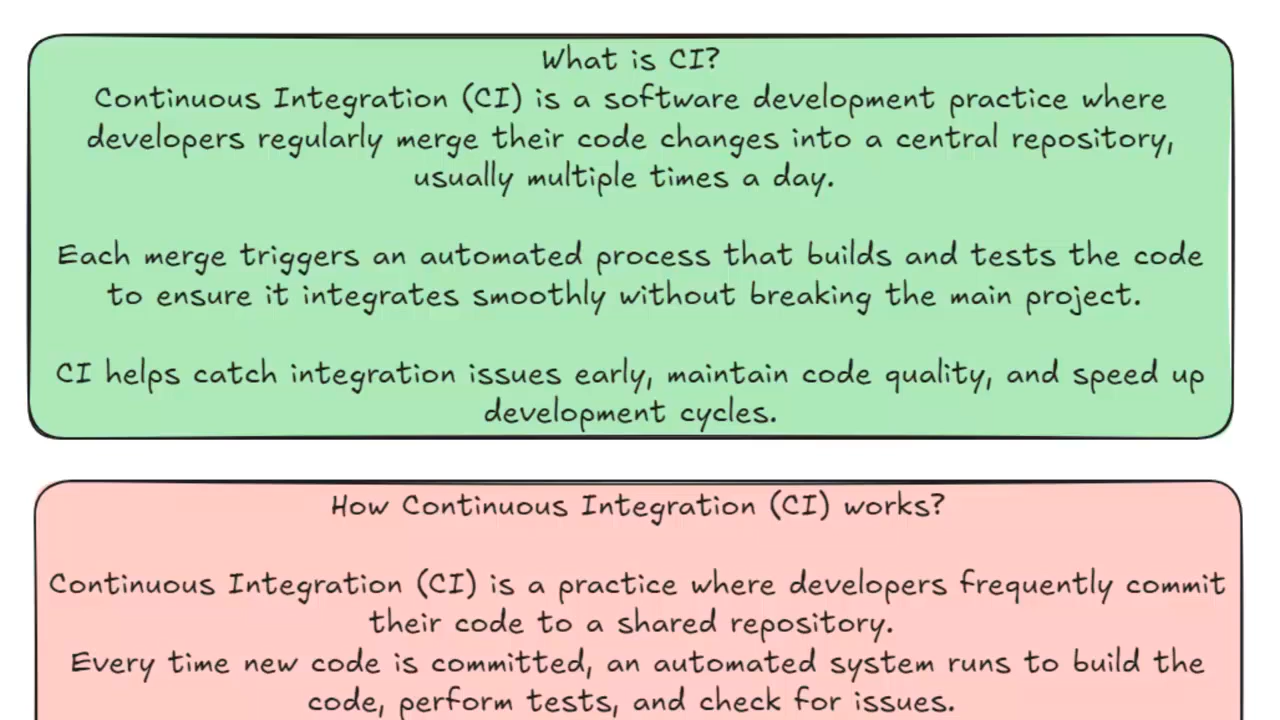 What is CI?
Continuous Integration (CI) is a software development practice where
developers regularly merge their code changes into a central repository,
usually multiple times a day.
Each merge triggers an automated process that builds and tests the code
to ensure it integrates smoothly without breaking the main project.
CI helps catch integration issues early, maintain code quality, and speed up
development cycles.
How Continuous Integration (CI) works?
Continuous Integration (CI) is a practice where developers frequently commit
their code to a shared repository.
Every time new code is committed, an automated system runs to build the
code, perform tests, and check for issues.